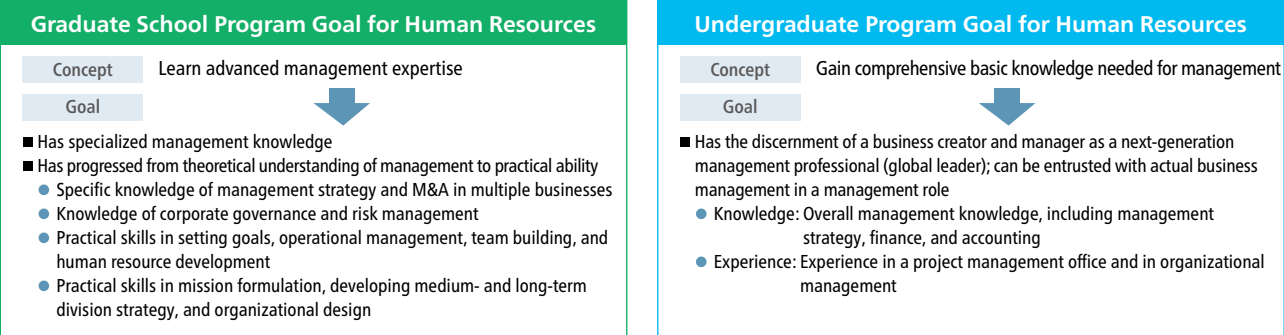 Graduate School Program Goal for Human Resources
Concept Learn advanced management expertise
Goal
■ Has specialized management knowledge
■ Has progressed from theoretical understanding of management to practical ability
● Specific knowledge of management strategy and M&A in multiple businesses
● Knowledge of corporate governance and risk management
● Practical skills in setting goals, operational management, team building, and
human resource development
● Practical skills in mission formulation, developing medium- and long-term
division strategy, and organizational design
Undergraduate Program Goal for Human Resources
Concept Gain comprehensive basic knowledge needed for management
Goal
■ Has the discernment of a business creator and manager as a next-generation
management professional (global leader); can be entrusted with actual business
management in a management role
● Knowledge: Overall management knowledge, including management
strategy, finance, and accounting
● Experience: Experience in a project management office and in organizational
management